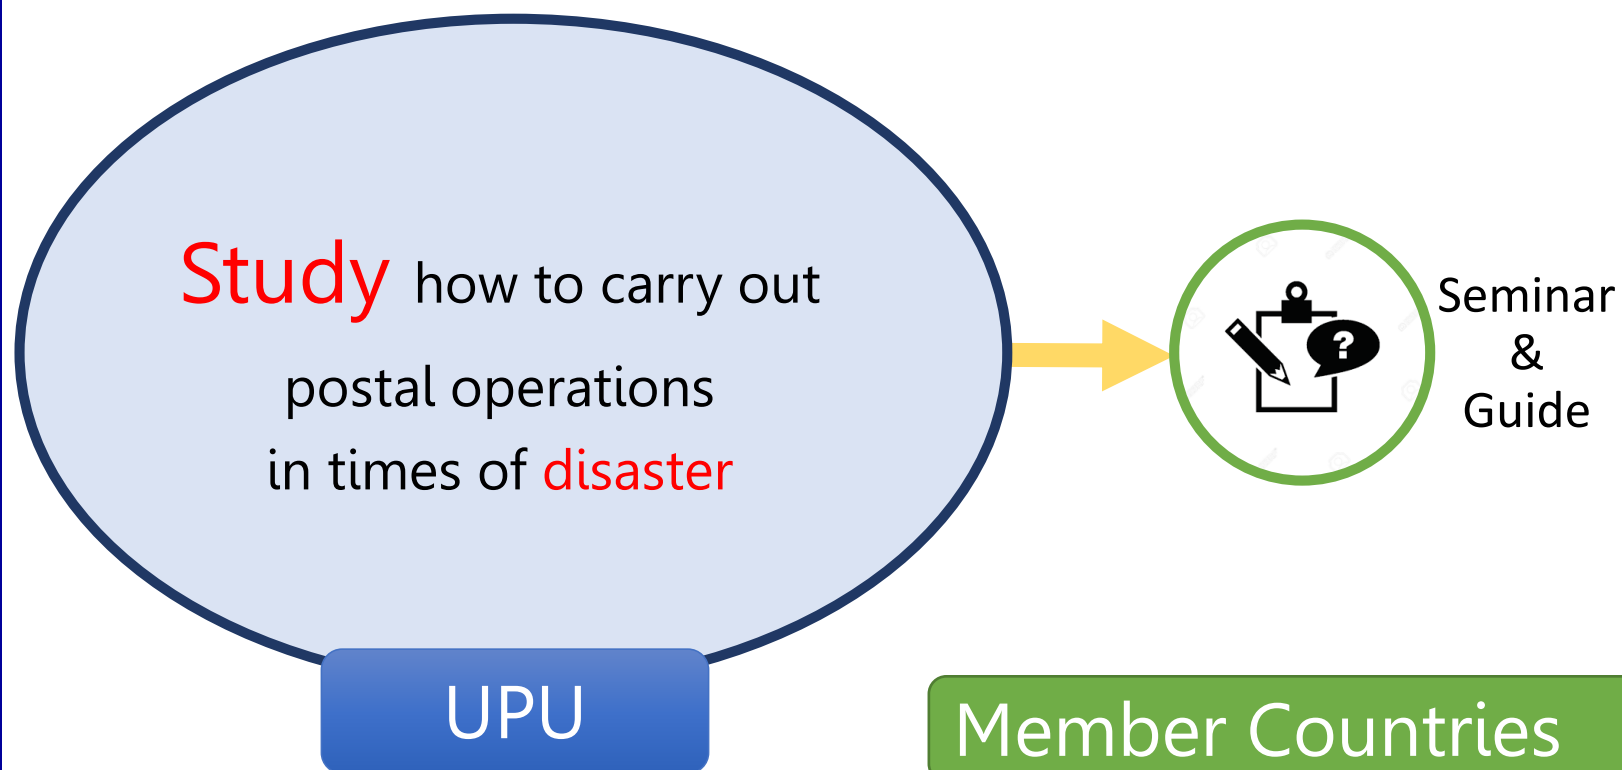 Study how to carry out
postal operations
in times of disaster
UPU
?
Seminar
&
Guide
Member Countries